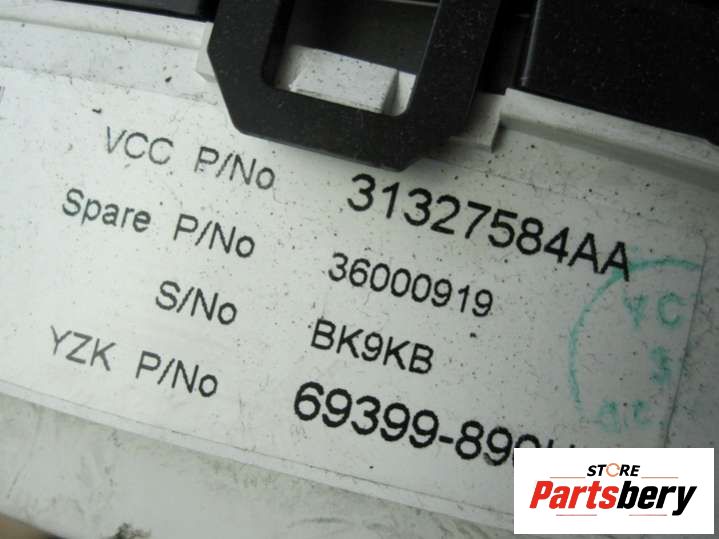 VCC P/No 31327584AA
Spare P/No 36000919
S/No BK9KB
YZK P/No
STORE
Partsbery